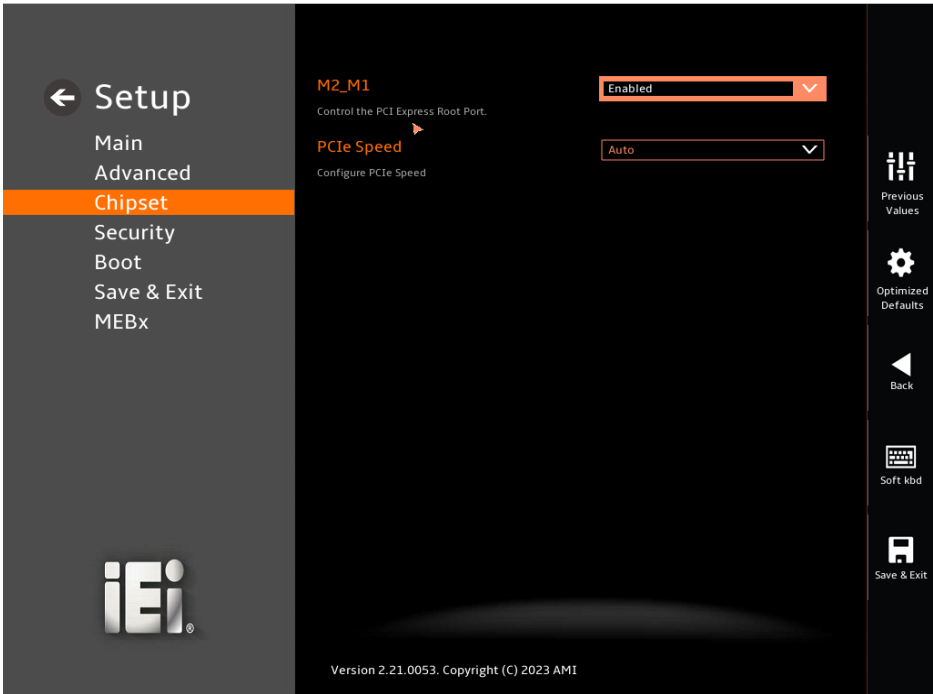 Setup
Main
Advanced
Chipset
Security
Boot
Save & Exit
MEBx
iEi®
M2_M1
Enabled
Control the PCI Express Root Port.
PCIe Speed
Auto
Configure PCIe Speed
Previous
Values
Optimized
Defaults
Back
Soft kbd
Save & Exit
Version 2.21.0053. Copyright (C) 2023 AMI